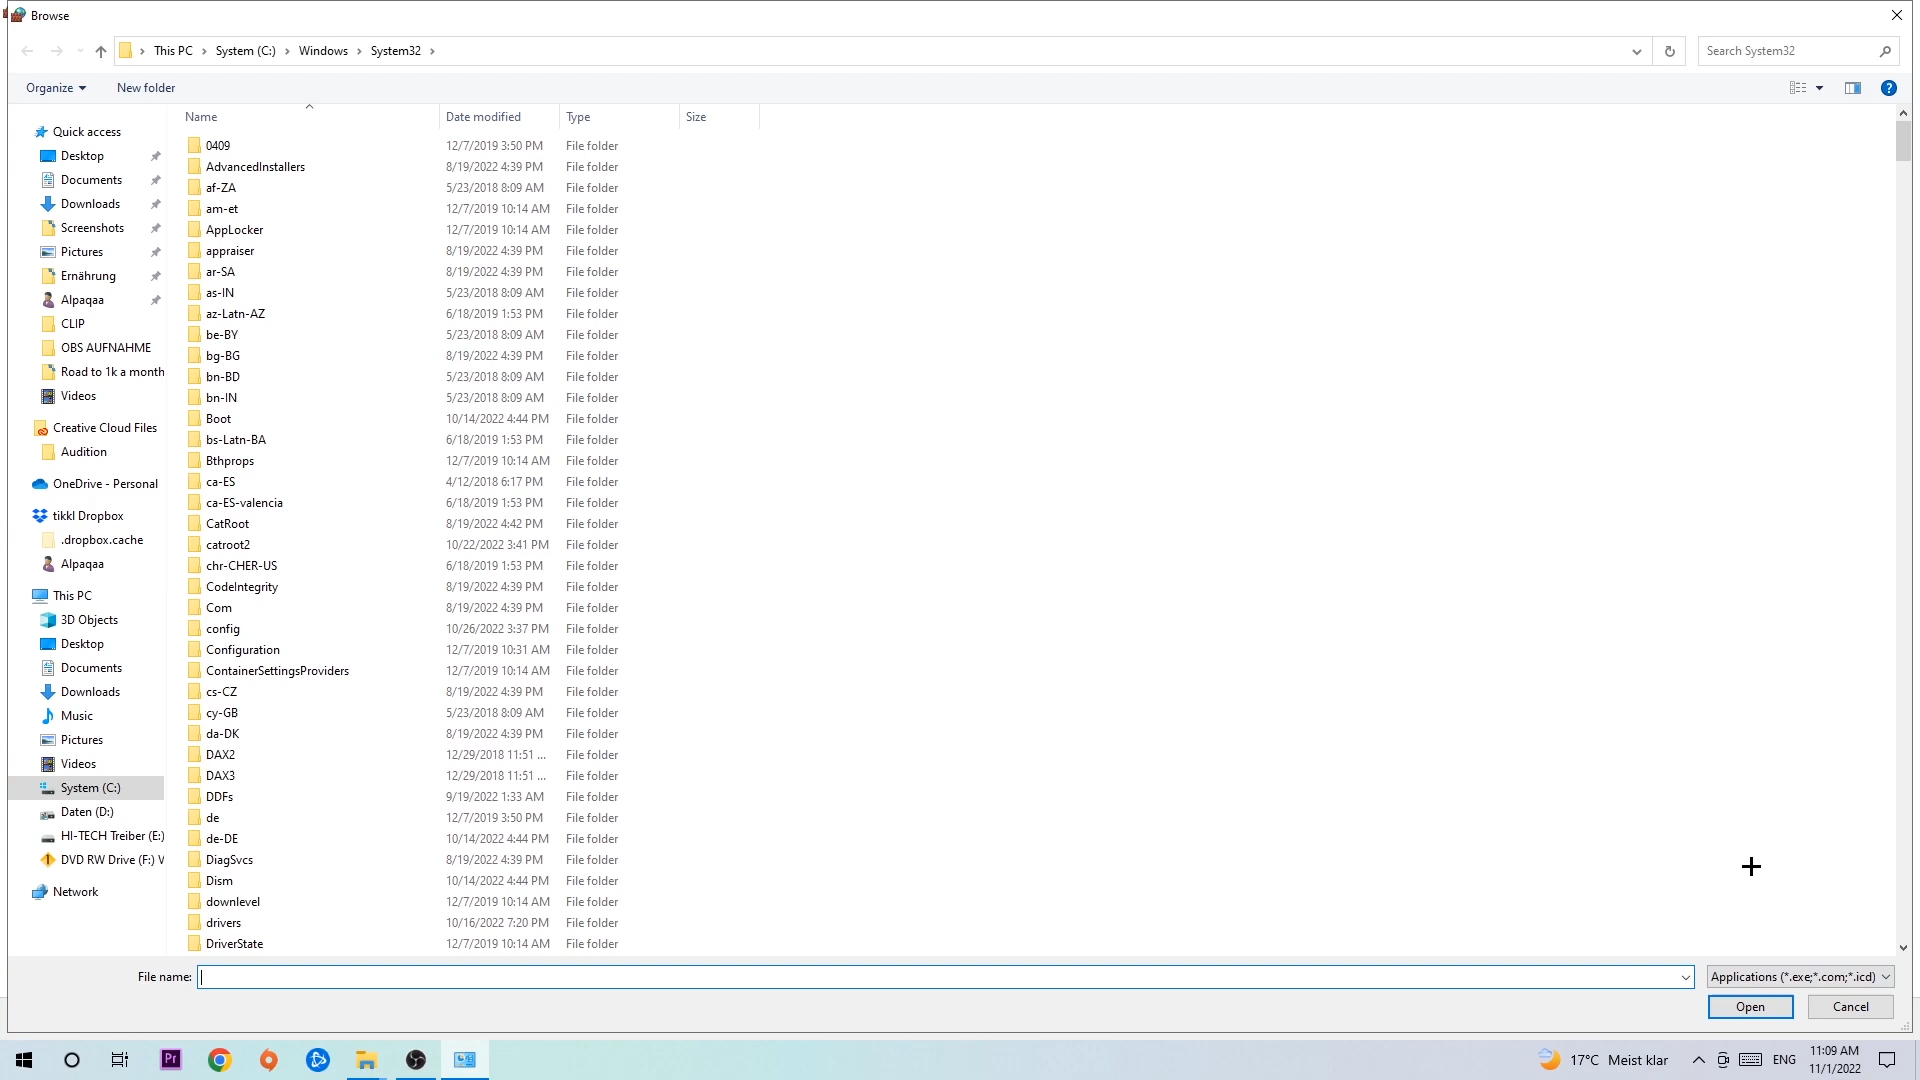 Browse
This PC > System (C:) > Windows > System32 >
Search System32
Organize
New folder
Name
Date modified
Type
Size
Quick access
Desktop
Documents
Downloads
Screenshots
Pictures
Ernährung
Alpaqaa
CLIP
OBS AUFNAHME
Road to 1k a month
Videos
Creative Cloud Files
Audition
OneDrive - Personal
tikkl Dropbox
.dropbox.cache
Alpaqaa
This PC
3D Objects
Desktop
Documents
Downloads
Music
Pictures
Videos
System (C:)
Daten (D:)
HI-TECH Treiber (E:)
DVD RW Drive (F:) V
Network
0409 12/7/2019 3:50 PM File folder
AdvancedInstallers 8/19/2022 4:39 PM File folder
af-ZA 5/23/2018 8:09 AM File folder
am-et 12/7/2019 10:14 AM File folder
AppLocker 12/7/2019 10:14 AM File folder
appraiser 8/19/2022 4:39 PM File folder
ar-SA 8/19/2022 4:39 PM File folder
as-IN 5/23/2018 8:09 AM File folder
az-Latn-AZ 6/18/2019 1:53 PM File folder
be-BY 5/23/2018 8:09 AM File folder
bg-BG 8/19/2022 4:39 PM File folder
bn-BD 5/23/2018 8:09 AM File folder
bn-IN 5/23/2018 8:09 AM File folder
Boot 10/14/2022 4:44 PM File folder
bs-Latn-BA 6/18/2019 1:53 PM File folder
Bthprops 12/7/2019 10:14 AM File folder
ca-ES 4/12/2018 6:17 PM File folder
ca-ES-valencia 6/18/2019 1:53 PM File folder
CatRoot 8/19/2022 4:42 PM File folder
catroot2 10/22/2022 3:41 PM File folder
chr-CHER-US 6/18/2019 1:53 PM File folder
CodeIntegrity 8/19/2022 4:39 PM File folder
Com 8/19/2022 4:39 PM File folder
config 10/26/2022 3:37 PM File folder
Configuration 12/7/2019 10:31 AM File folder
ContainerSettingsProviders 12/7/2019 10:14 AM File folder
cs-CZ 8/19/2022 4:39 PM File folder
cy-GB 5/23/2018 8:09 AM File folder
da-DK 8/19/2022 4:39 PM File folder
DAX2 12/29/2018 11:51 ... File folder
DAX3 12/29/2018 11:51 ... File folder
DDFs 9/19/2022 1:33 AM File folder
de 12/7/2019 3:50 PM File folder
de-DE 10/14/2022 4:44 PM File folder
DiagSvcs 8/19/2022 4:39 PM File folder
Dism 10/14/2022 4:44 PM File folder
downlevel 12/7/2019 10:14 AM File folder
drivers 10/16/2022 7:20 PM File folder
DriverState 12/7/2019 10:14 AM File folder
File name:
Applications (*.exe;*.com;*.icd)
Open
Cancel
Pr
17°C Meist klar
ENG
11:09 AM
11/1/2022